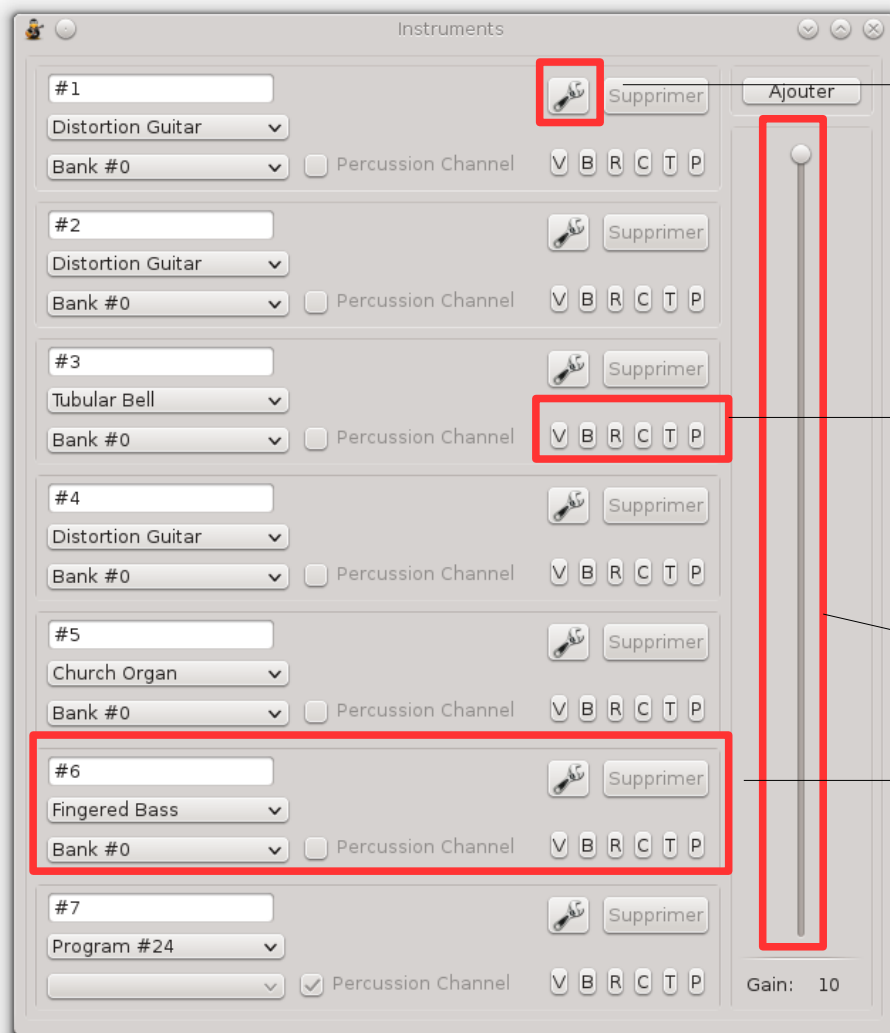 Instruments
#1
Supprimer
Ajouter
Distortion Guitar
Bank #0 Percussion Channel V B R C T P
#2
Supprimer
Distortion Guitar
Bank #0 Percussion Channel V B R C T P
#3
Supprimer
Tubular Bell
Bank #0 Percussion Channel V B R C T P
#4
Supprimer
Distortion Guitar
Bank #0 Percussion Channel V B R C T P
#5
Supprimer
Church Organ
Bank #0 Percussion Channel V B R C T P
#6
Supprimer
Fingered Bass
Bank #0 Percussion Channel V B R C T P
#7
Supprimer
Program #24
Percussion Channel V B R C T P
Gain: 10